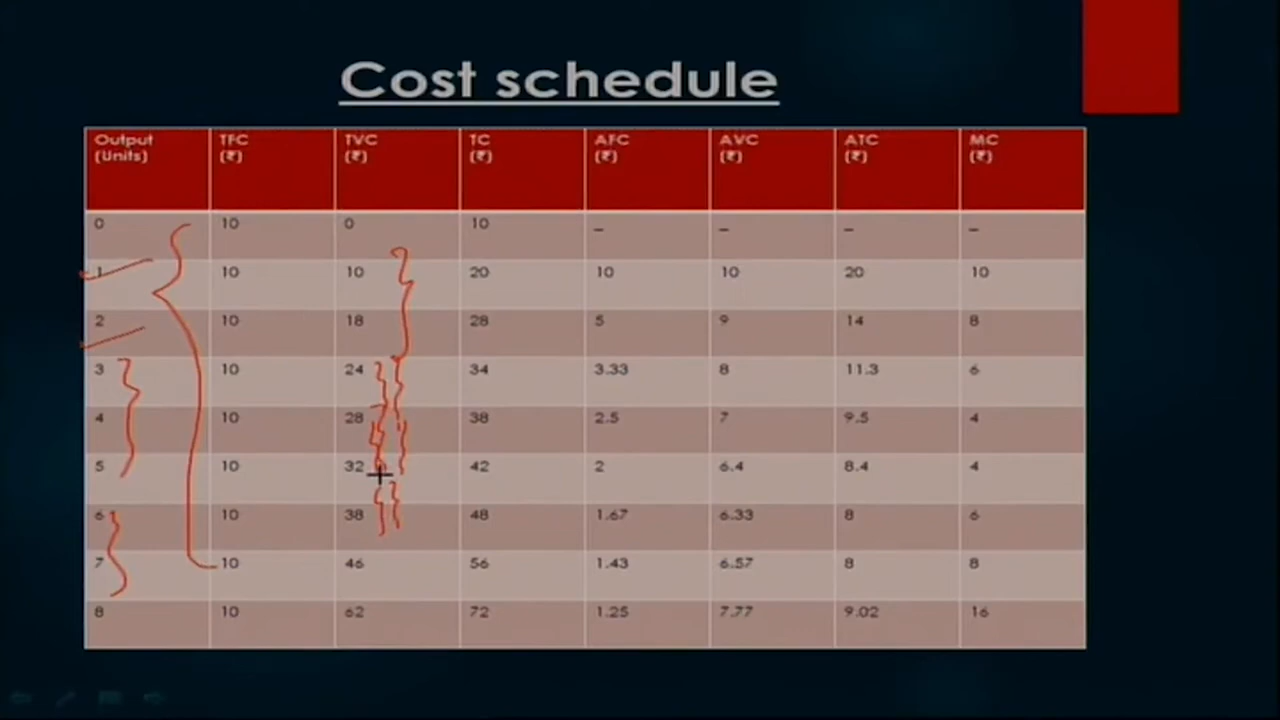 Cost schedule
Output (Units) TFC (₹) TVC (₹) TC (₹) AFC (₹) AVC (₹) ATC (₹) MC (₹)
0 10 0 10 – – – –
1 10 10 20 10 10 20 10
2 10 18 28 5 9 14 8
3 10 24 34 3.33 8 11.3 6
4 10 28 38 2.5 7 9.5 4
5 10 32 42 2 6.4 8.4 4
6 10 38 48 1.67 6.33 8 6
7 10 46 56 1.43 6.57 8 8
8 10 62 72 1.25 7.77 9.02 16